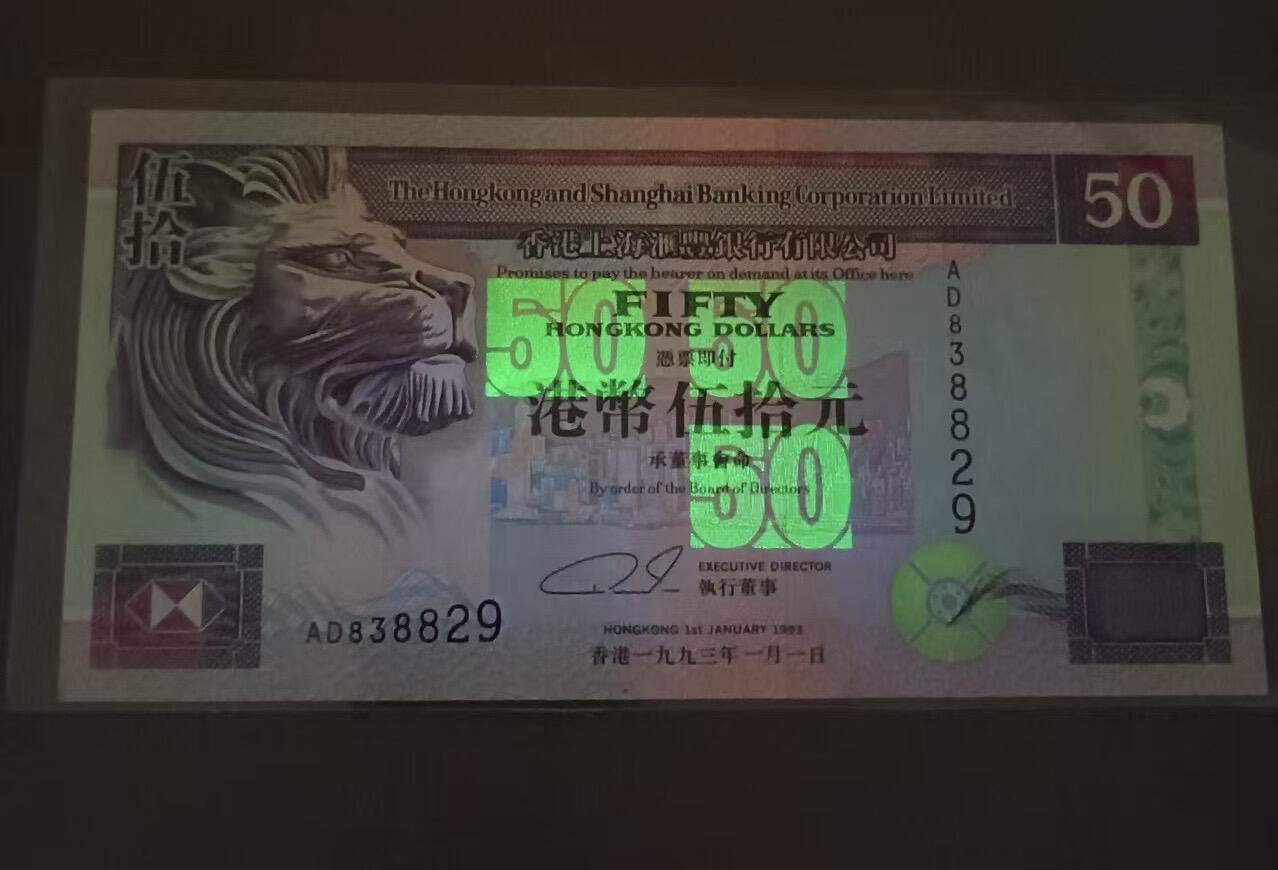 伍拾
The Hongkong and Shanghai Banking Corporation Limited
50
香港上海滙豐銀行有限公司
Promises to pay the bearer on demand at its Office here
AD838829
50 50
FIFTY
HONGKONG DOLLARS
憑票即付
港幣伍拾元
50
承董事會命
By order of the Board of Directors
EXECUTIVE DIRECTOR
執行董事
AD838829
HONGKONG 1st JANUARY 1993
香港一九九三年一月一日